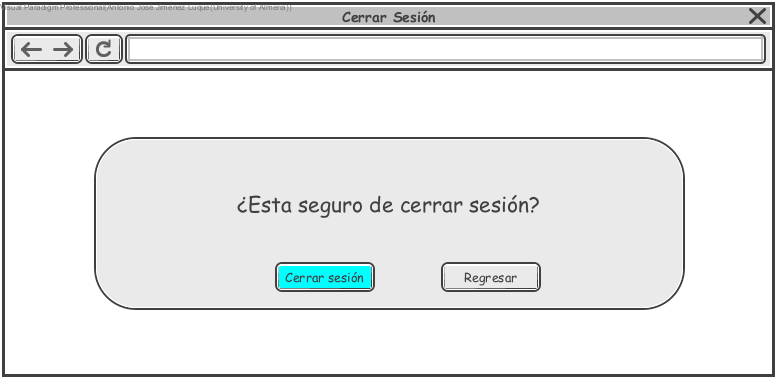 Visual Paradigm Professional(Antonio José Jiménez Luque(University of Almeria))
Cerrar Sesión
¿Esta seguro de cerrar sesión?
Cerrar sesión
Regresar